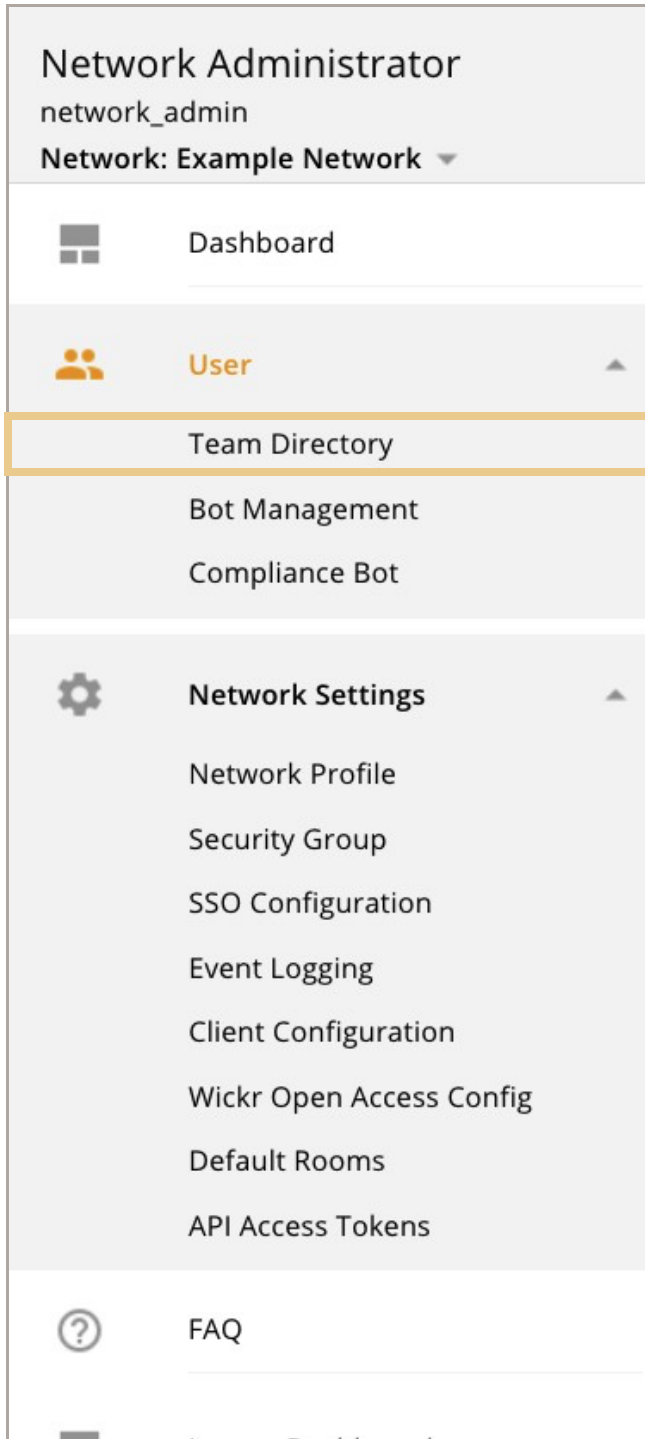 Network Administrator
network_admin
Network: Example Network
Dashboard
User
Team Directory
Bot Management
Compliance Bot
Network Settings
Network Profile
Security Group
SSO Configuration
Event Logging
Client Configuration
Wickr Open Access Config
Default Rooms
API Access Tokens
FAQ